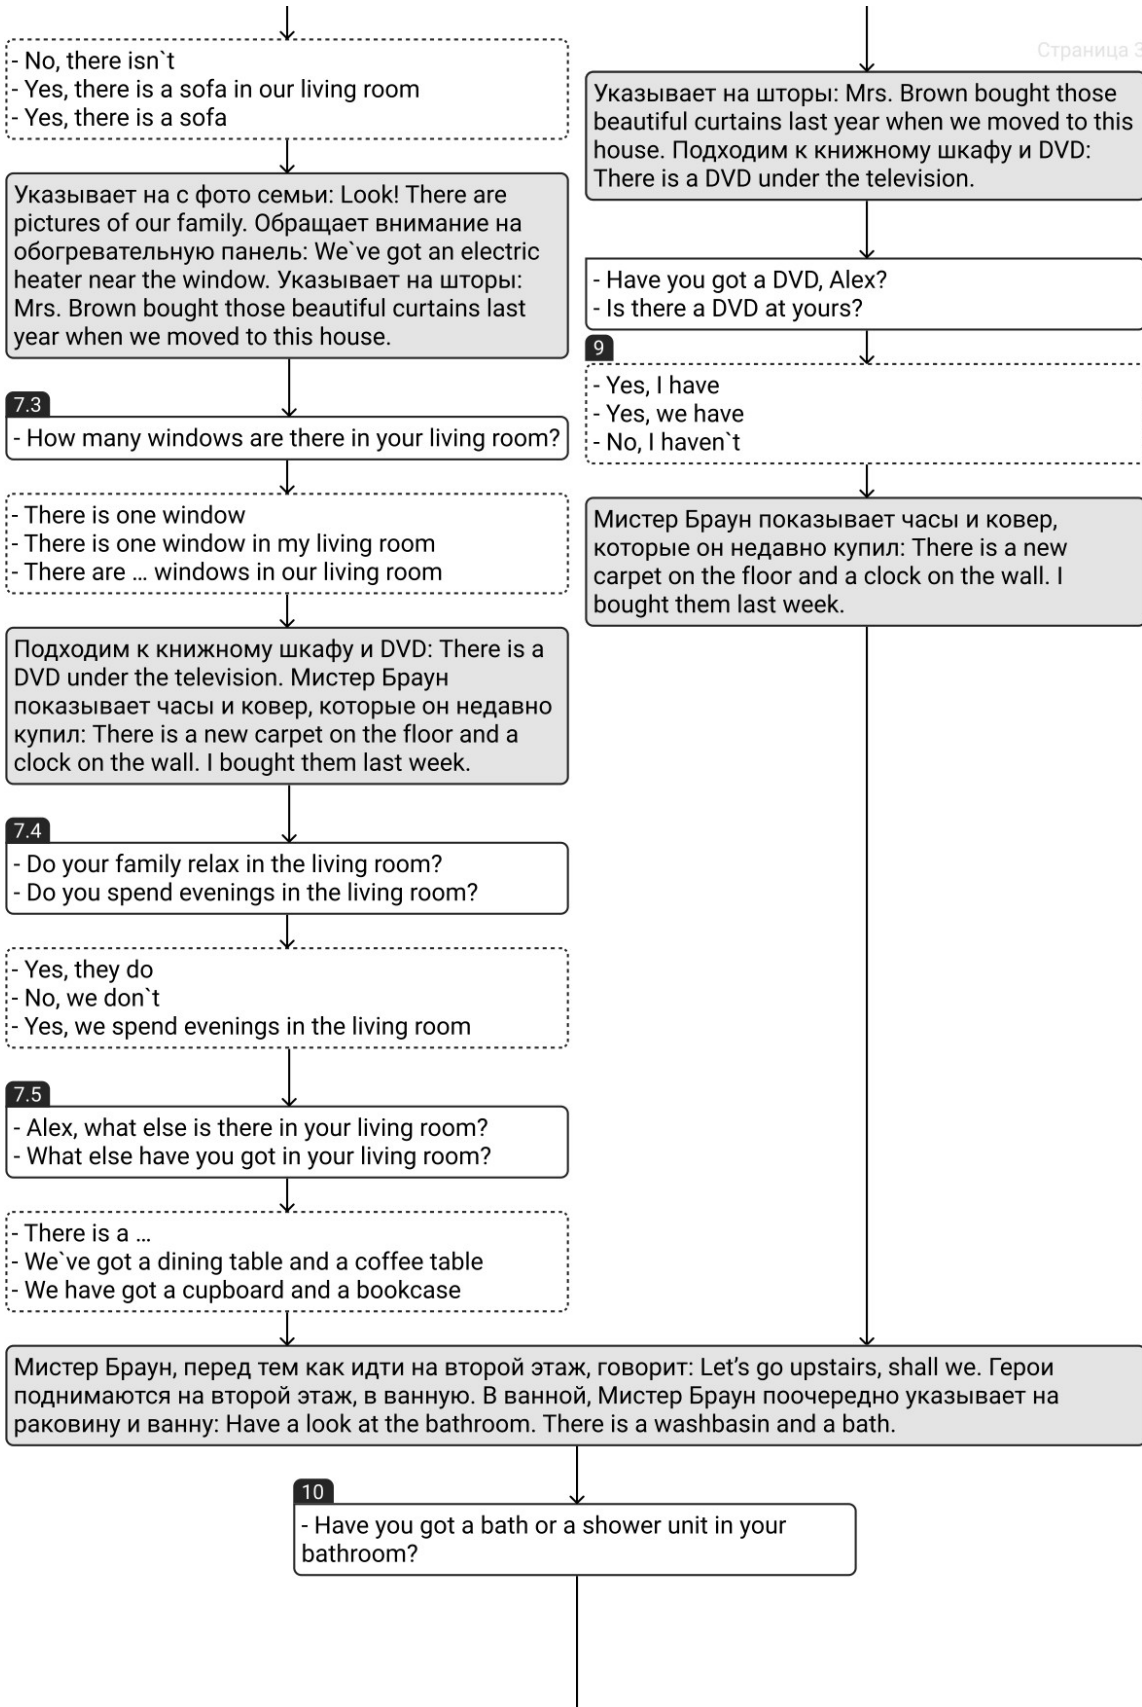 Страница 3
- No, there isn`t
- Yes, there is a sofa in our living room
- Yes, there is a sofa
Указывает на с фото семьи: Look! There are
pictures of our family. Обращает внимание на
обогревательную панель: We`ve got an electric
heater near the window. Указывает на шторы:
Mrs. Brown bought those beautiful curtains last
year when we moved to this house.
7.3
- How many windows are there in your living room?
- There is one window
- There is one window in my living room
- There are ... windows in our living room
Подходим к книжному шкафу и DVD: There is a
DVD under the television. Мистер Браун
показывает часы и ковер, которые он недавно
купил: There is a new carpet on the floor and a
clock on the wall. I bought them last week.
7.4
- Do your family relax in the living room?
- Do you spend evenings in the living room?
- Yes, they do
- No, we don`t
- Yes, we spend evenings in the living room
7.5
- Alex, what else is there in your living room?
- What else have you got in your living room?
- There is a ...
- We`ve got a dining table and a coffee table
- We have got a cupboard and a bookcase
Указывает на шторы: Mrs. Brown bought those
beautiful curtains last year when we moved to this
house. Подходим к книжному шкафу и DVD:
There is a DVD under the television.
- Have you got a DVD, Alex?
- Is there a DVD at yours?
9
- Yes, I have
- Yes, we have
- No, I haven`t
Мистер Браун показывает часы и ковер,
которые он недавно купил: There is a new
carpet on the floor and a clock on the wall. I
bought them last week.
Мистер Браун, перед тем как идти на второй этаж, говорит: Let’s go upstairs, shall we. Герои
поднимаются на второй этаж, в ванную. В ванной, Мистер Браун поочередно указывает на
раковину и ванну: Have a look at the bathroom. There is a washbasin and a bath.
10
- Have you got a bath or a shower unit in your
bathroom?